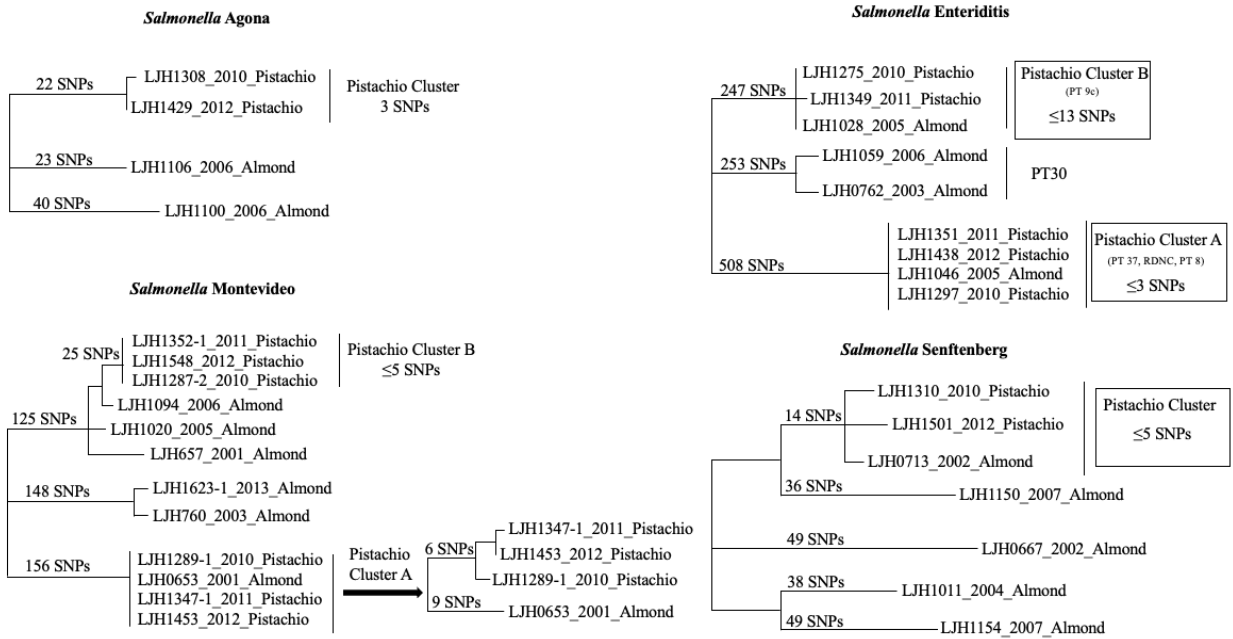 Salmonella Agona
22 SNPs
LJH1308_2010_Pistachio
LJH1429_2012_Pistachio
Pistachio Cluster
3 SNPs
23 SNPs
LJH1106_2006_Almond
40 SNPs
LJH1100_2006_Almond
Salmonella Montevideo
25 SNPs
LJH1352-1_2011_Pistachio
LJH1548_2012_Pistachio
LJH1287-2_2010_Pistachio
Pistachio Cluster B
≤5 SNPs
LJH1094_2006_Almond
125 SNPs
LJH1020_2005_Almond
LJH657_2001_Almond
148 SNPs
LJH1623-1_2013_Almond
LJH760_2003_Almond
156 SNPs
LJH1289-1_2010_Pistachio
LJH0653_2001_Almond
LJH1347-1_2011_Pistachio
LJH1453_2012_Pistachio
Pistachio
Cluster A
6 SNPs
LJH1347-1_2011_Pistachio
LJH1453_2012_Pistachio
LJH1289-1_2010_Pistachio
9 SNPs
LJH0653_2001_Almond
Salmonella Enteriditis
247 SNPs
LJH1275_2010_Pistachio
LJH1349_2011_Pistachio
LJH1028_2005_Almond
Pistachio Cluster B
(PT 9c)
≤13 SNPs
253 SNPs
LJH1059_2006_Almond
LJH0762_2003_Almond
PT30
508 SNPs
LJH1351_2011_Pistachio
LJH1438_2012_Pistachio
LJH1046_2005_Almond
LJH1297_2010_Pistachio
Pistachio Cluster A
(PT 37, RDNC, PT 8)
≤3 SNPs
Salmonella Senftenberg
14 SNPs
LJH1310_2010_Pistachio
LJH1501_2012_Pistachio
LJH0713_2002_Almond
Pistachio Cluster
≤5 SNPs
36 SNPs
LJH1150_2007_Almond
49 SNPs
LJH0667_2002_Almond
38 SNPs
LJH1011_2004_Almond
49 SNPs
LJH1154_2007_Almond